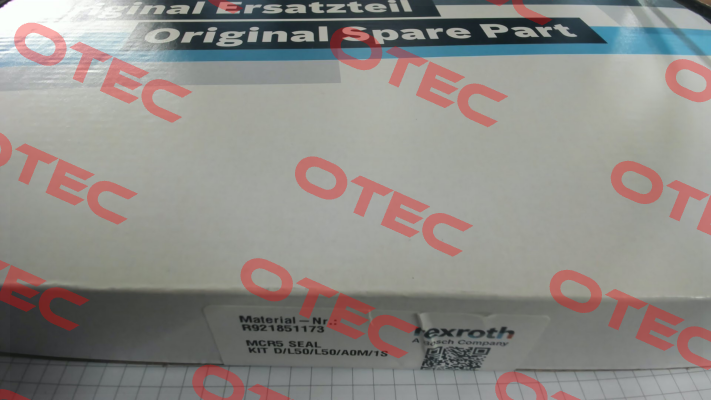 ginal Ersatzteil
Original Spare Part
OTEC
OTEC
OTEC
OTEC
OTEC
OTEC
OTEC
OTEC
OTEC
OTEC
Material-Nr.:
R921851173
MCR5 SEAL
KIT D/L50/L50/A0M/1S
rexroth
A Bosch Company